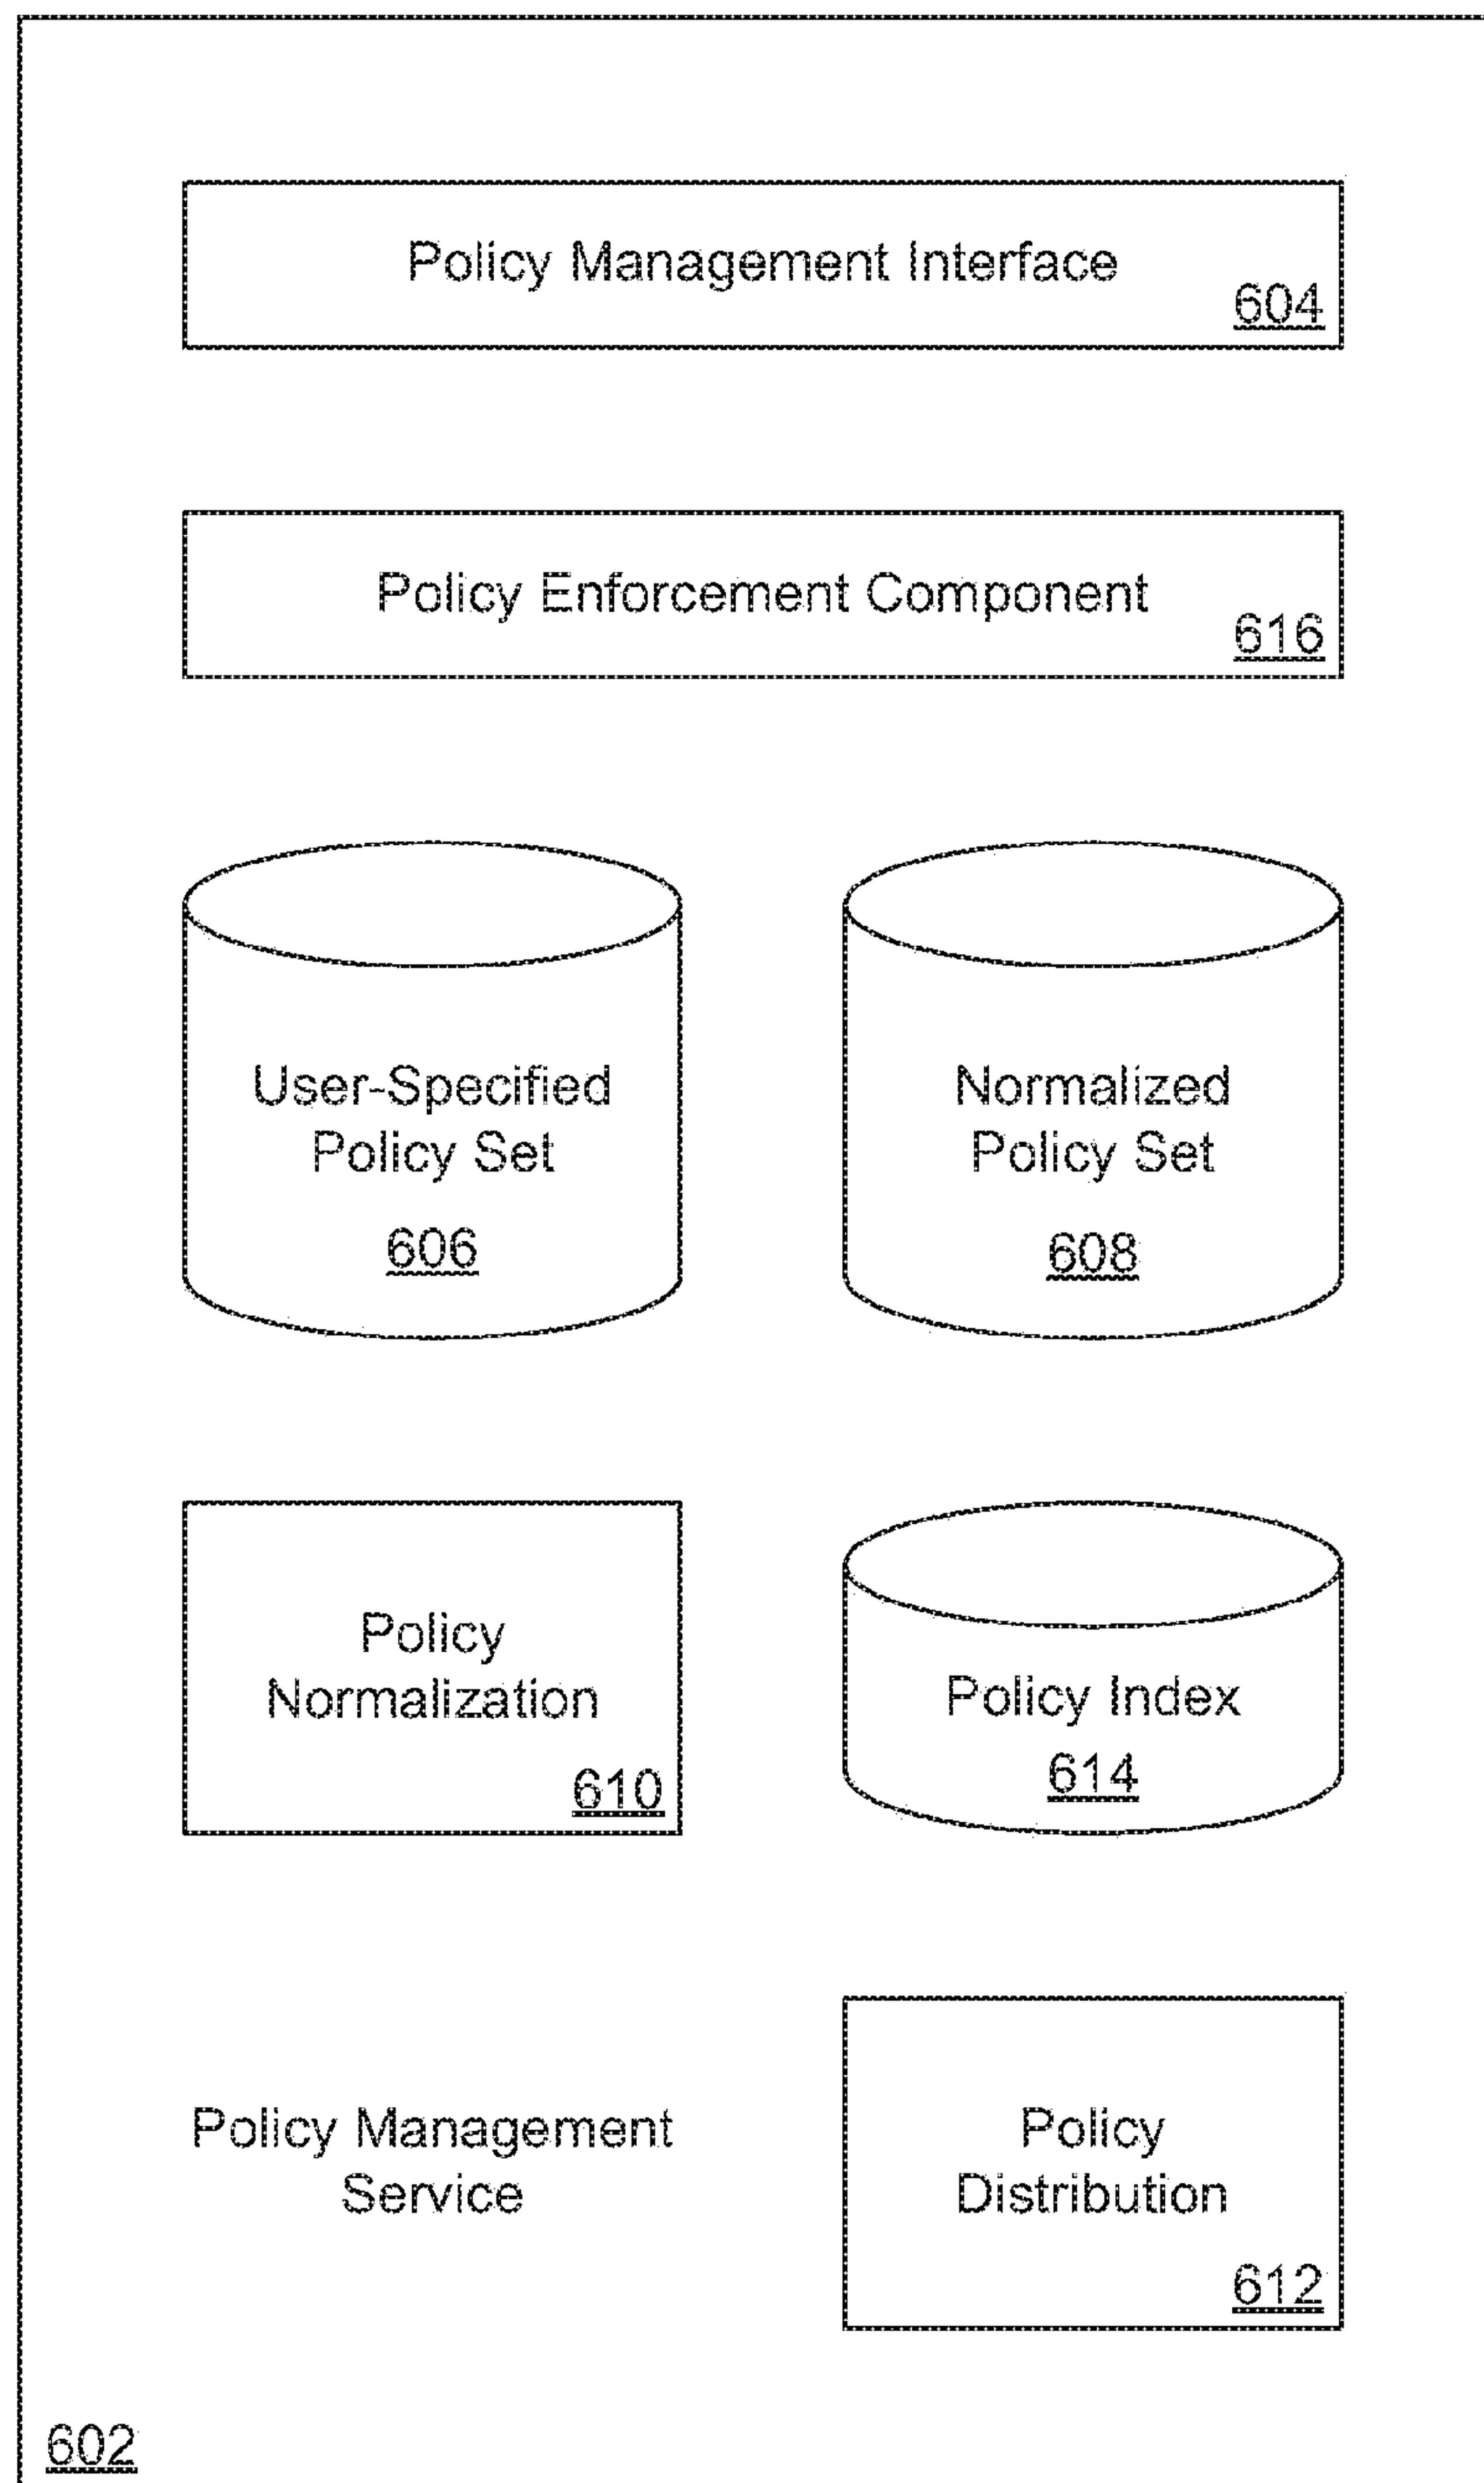 Policy Management Interface
604
Policy Enforcement Component
616
User-Specified
Policy Set
606
Normalized
Policy Set
608
Policy
Normalization
610
Policy Index
614
Policy Management
Service
Policy
Distribution
612
602